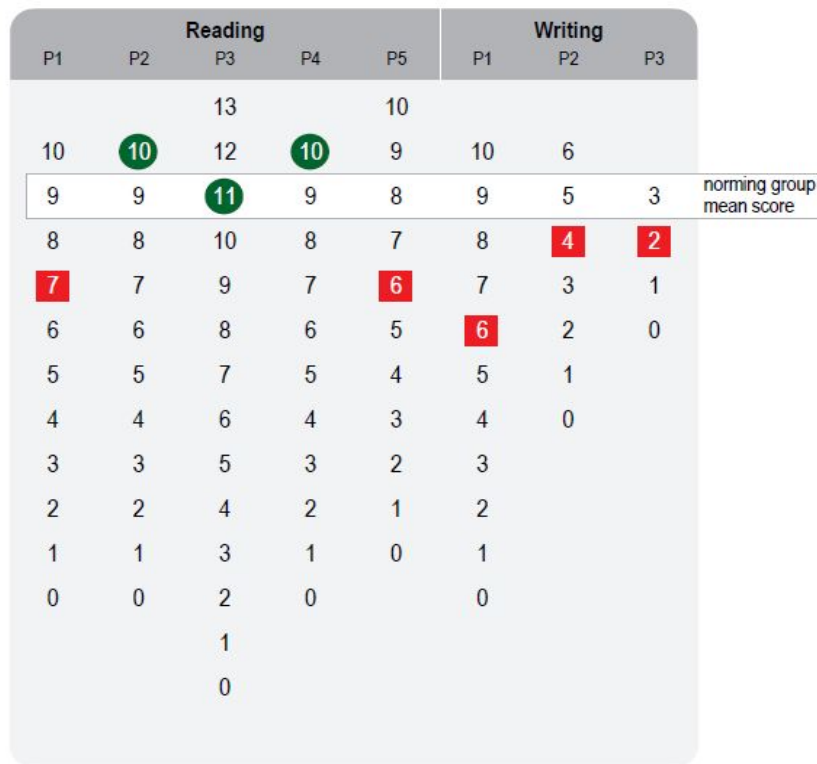 Reading Writing
P1 P2 P3 P4 P5 P1 P2 P3
13 10
10 10 12 10 9 10 6
9 9 11 9 8 9 5 3 norming group
mean score
8 8 10 8 7 8 4 2
7 7 9 7 6 7 3 1
6 6 8 6 5 6 2 0
5 5 7 5 4 5 1
4 4 6 4 3 4 0
3 3 5 3 2 3
2 2 4 2 1 2
1 1 3 1 0 1
0 0 2 0 0
1
0